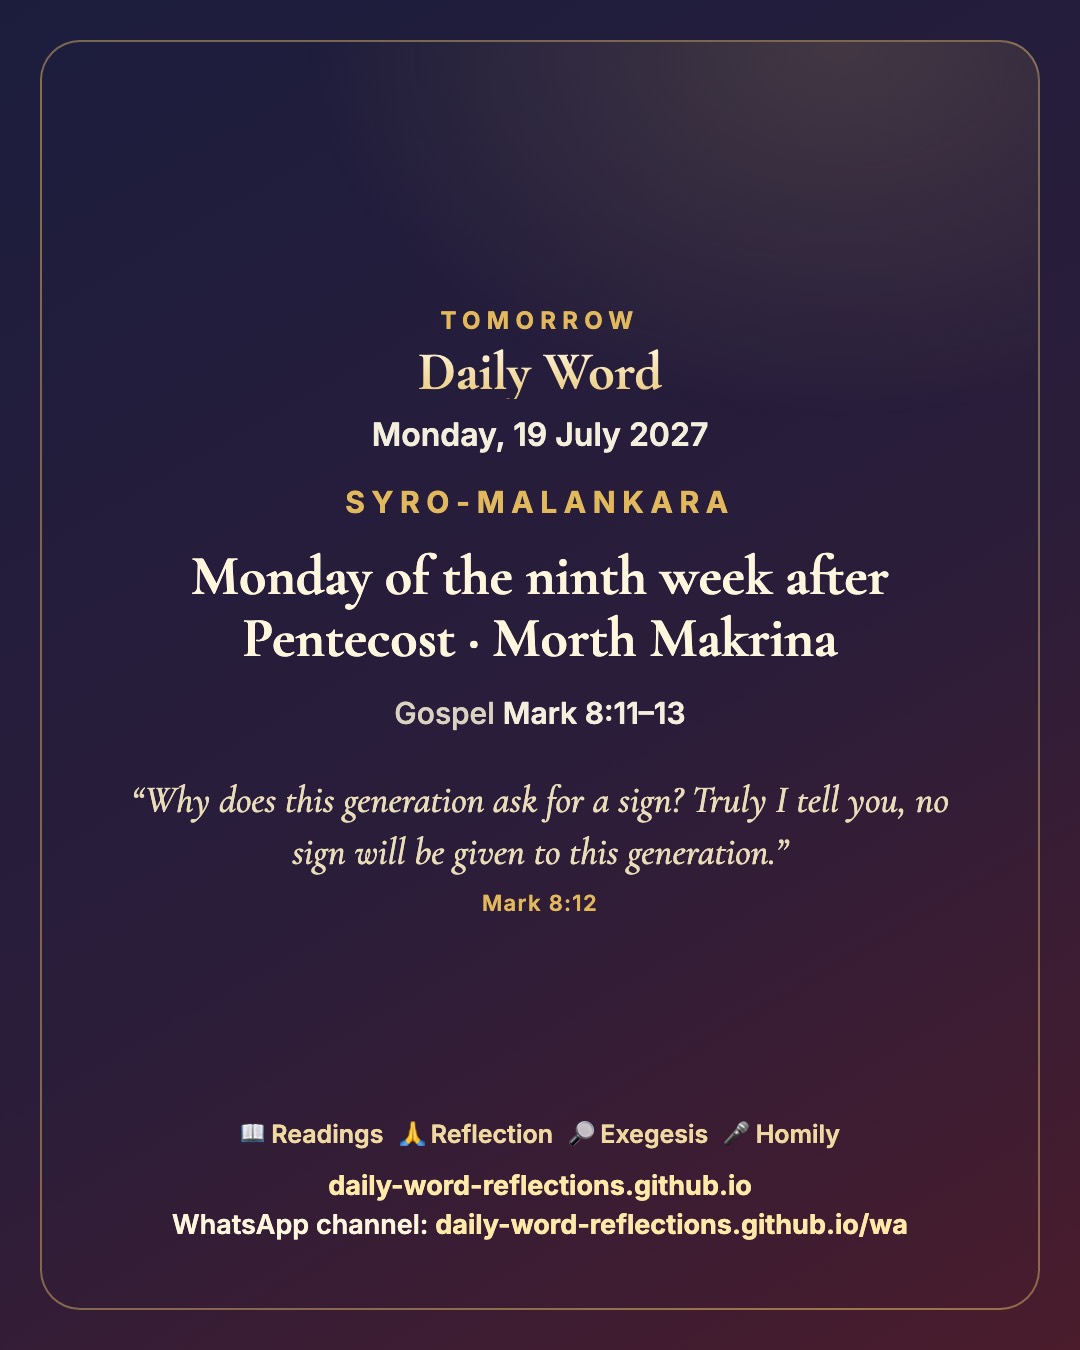 TOMORROW
Daily Word
Monday, 19 July 2027
SYRO-MALANKARA
Monday of the ninth week after
Pentecost · Morth Makrina
Gospel Mark 8:11–13
“Why does this generation ask for a sign? Truly I tell you, no
sign will be given to this generation.”
Mark 8:12
📖 Readings 🙏 Reflection 🔎 Exegesis 🎤 Homily
daily-word-reflections.github.io
WhatsApp channel: daily-word-reflections.github.io/wa